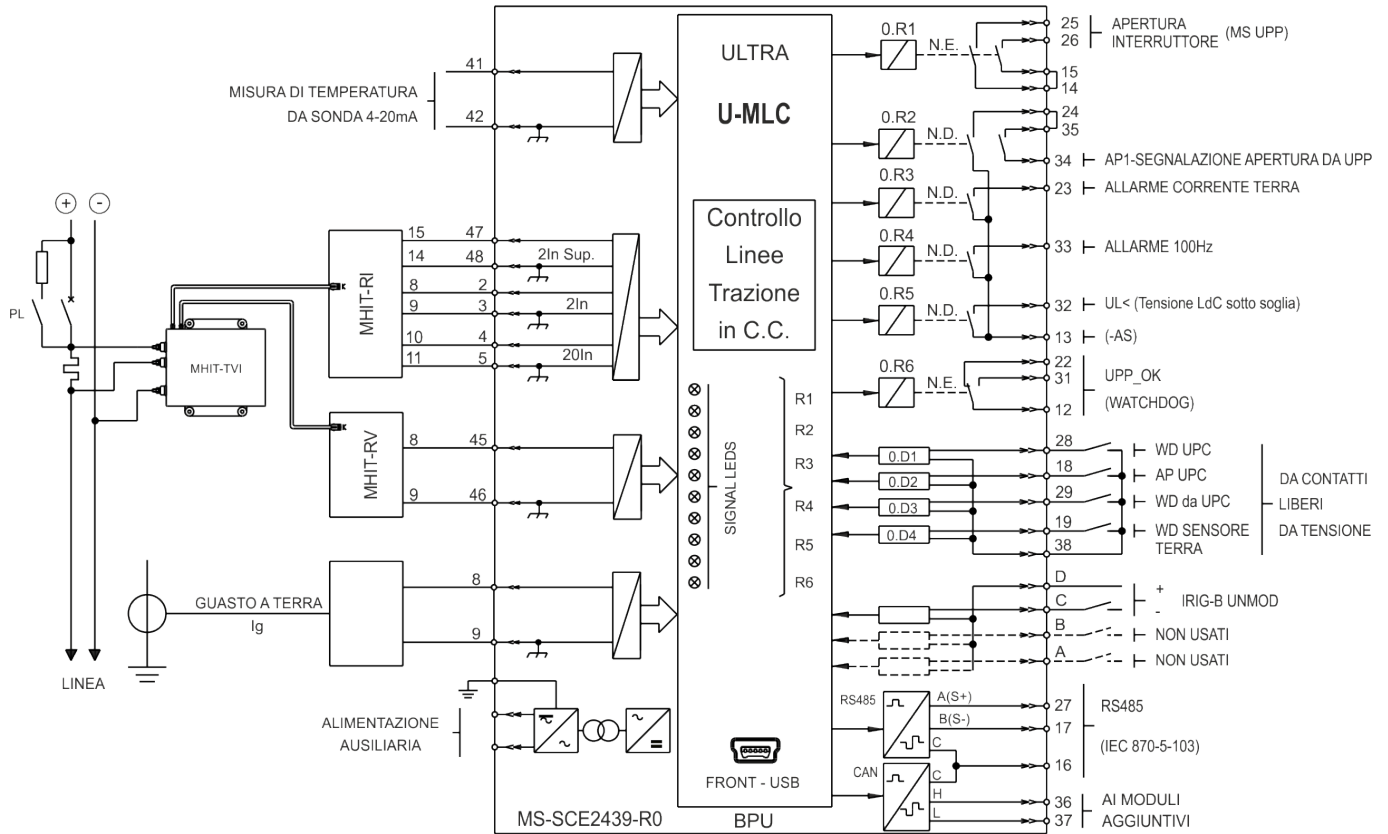 MISURA DI TEMPERATURA
DA SONDA 4-20mA
41
42
+
-
PL
MHIT-TVI
LINEA
MHIT-RI
15
14
8
9
10
11
47
48
2
3
4
5
2In Sup.
2In
20In
MHIT-RV
8
9
45
46
GUASTO A TERRA
Ig
8
9
ALIMENTAZIONE
AUSILIARIA
MS-SCE2439-R0
ULTRA
U-MLC
Controllo
Linee
Trazione
in C.C.
SIGNAL LEDS
R1
R2
R3
R4
R5
R6
FRONT - USB
BPU
0.R1
N.E.
25
26
15
14
APERTURA
INTERRUTTORE (MS UPP)
0.R2
N.D.
24
35
34 AP1-SEGNALAZIONE APERTURA DA UPP
0.R3
N.D.
23 ALLARME CORRENTE TERRA
0.R4
N.D.
33 ALLARME 100Hz
0.R5
N.D.
32 UL< (Tensione LdC sotto soglia)
13 (-AS)
0.R6
N.E.
22
31
12
UPP_OK
(WATCHDOG)
0.D1
28 WD UPC
0.D2
18 AP UPC
0.D3
29 WD da UPC
0.D4
19 WD SENSORE
TERRA
38
DA CONTATTI
LIBERI
DA TENSIONE
D
C
+
-
IRIG-B UNMOD
B NON USATI
A NON USATI
RS485
A(S+)
B(S-)
C
27
17
16
RS485
(IEC 870-5-103)
CAN
C
H
L
36
37
AI MODULI
AGGIUNTIVI